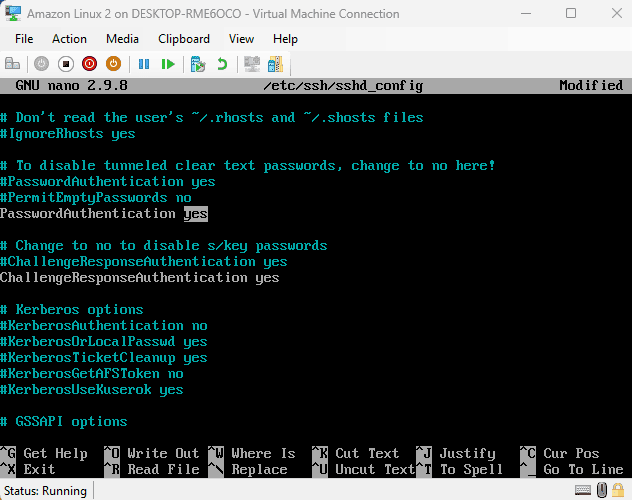 Amazon Linux 2 on DESKTOP-RME6OCO - Virtual Machine Connection
File Action Media Clipboard View Help
GNU nano 2.9.8 /etc/ssh/sshd_config Modified
# Don't read the user's ~/.rhosts and ~/.shosts files
#IgnoreRhosts yes
# To disable tunneled clear text passwords, change to no here!
#PasswordAuthentication yes
#PermitEmptyPasswords no
PasswordAuthentication yes
# Change to no to disable s/key passwords
#ChallengeResponseAuthentication yes
ChallengeResponseAuthentication yes
# Kerberos options
#KerberosAuthentication no
#KerberosOrLocalPasswd yes
#KerberosTicketCleanup yes
#KerberosGetAFSToken no
#KerberosUseKuserok yes
# GSSAPI options
^G Get Help ^O Write Out ^W Where Is ^K Cut Text ^J Justify ^C Cur Pos
^X Exit ^R Read File ^\ Replace ^U Uncut Text ^T To Spell ^_ Go To Line
Status: Running